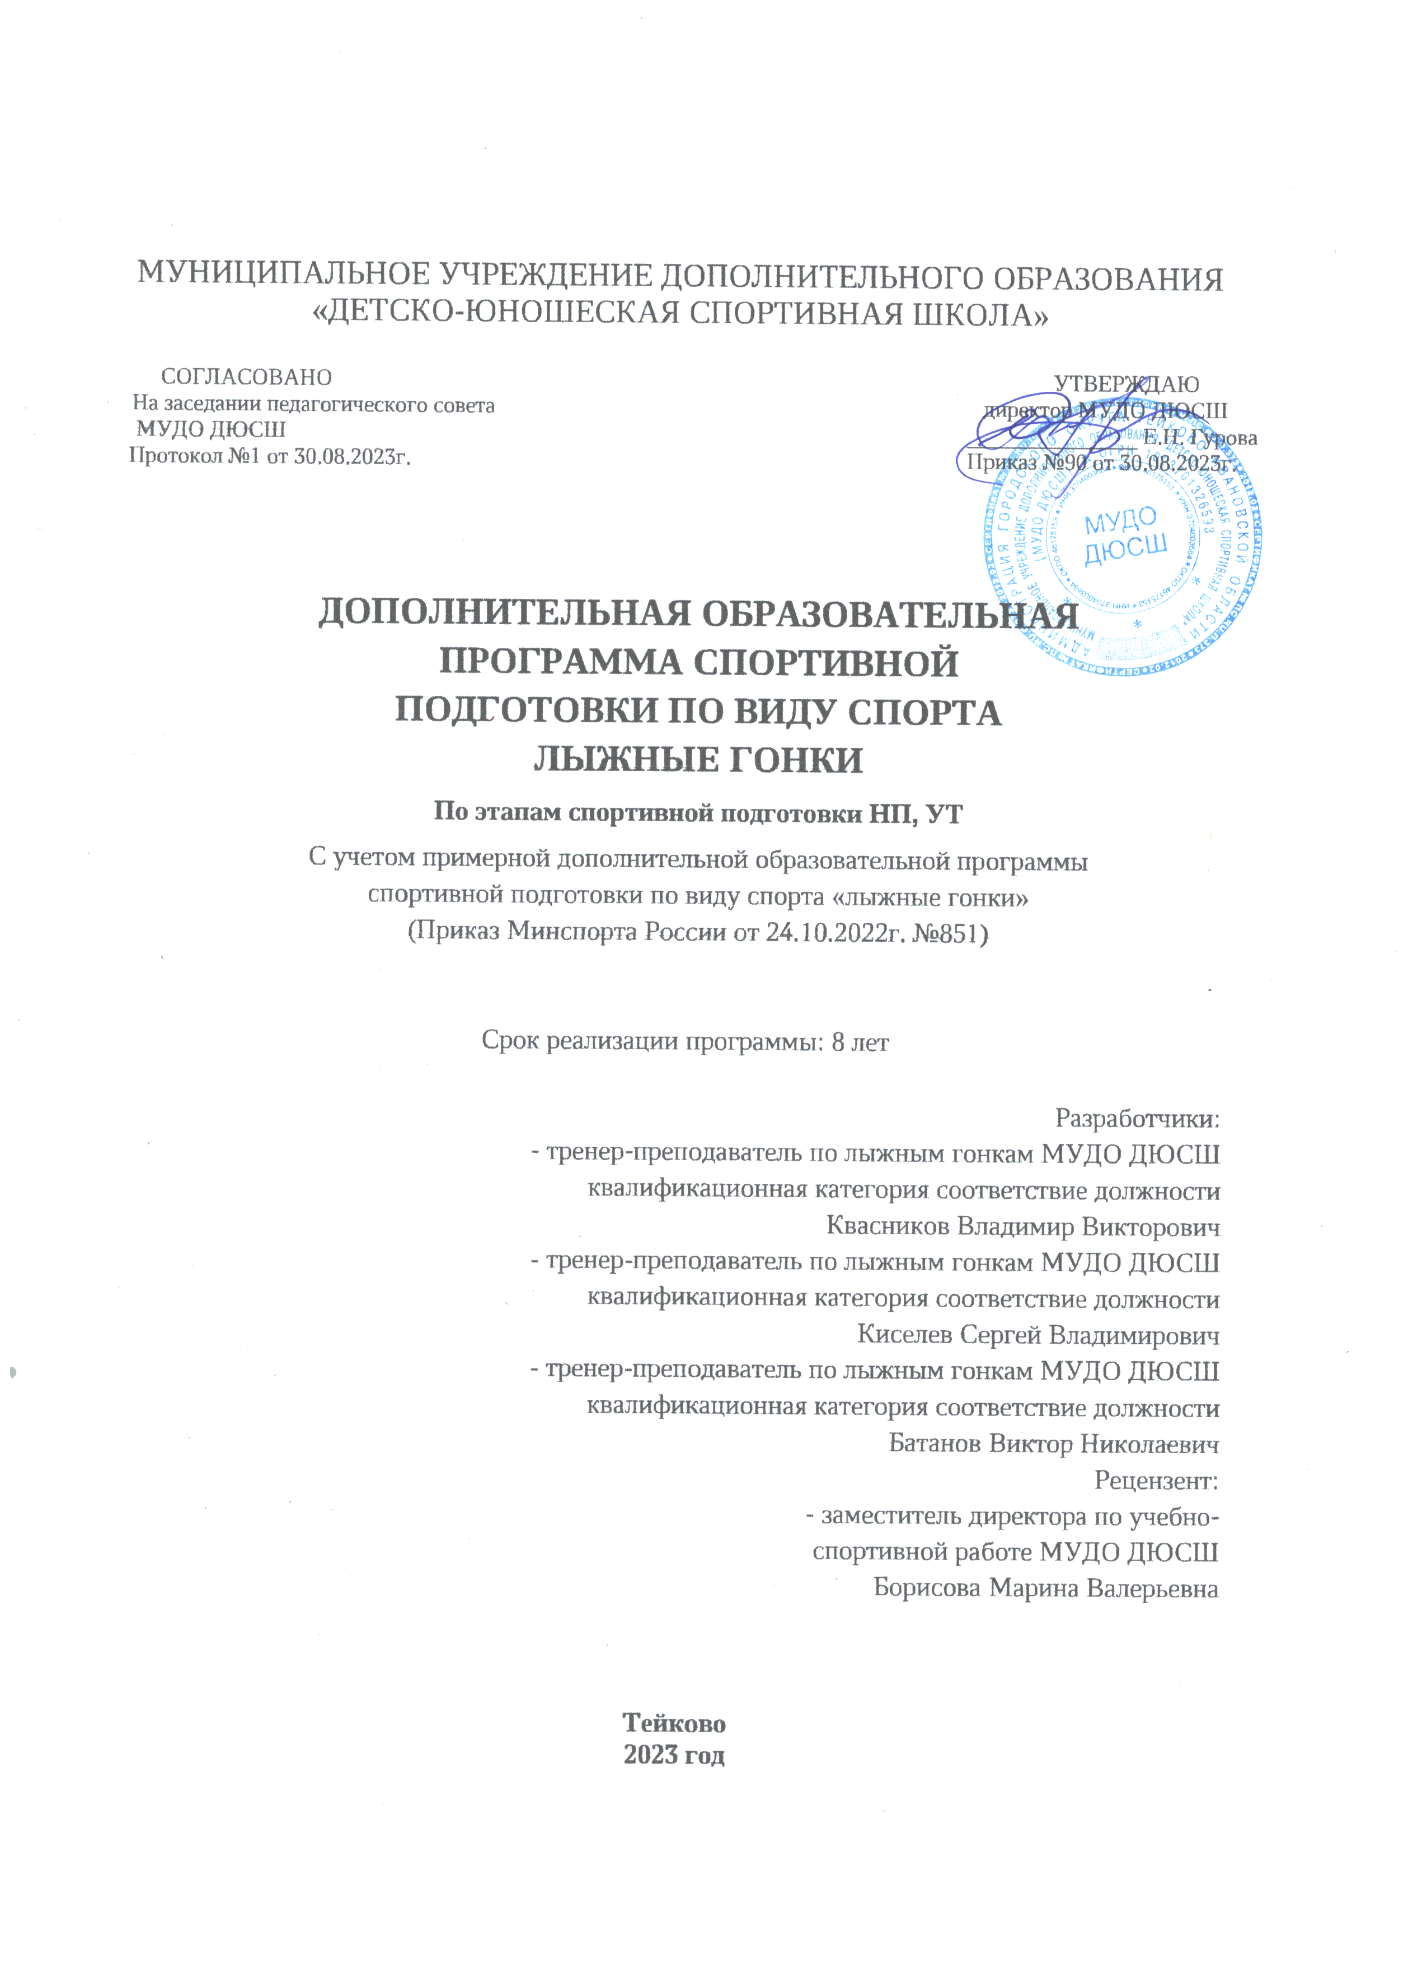 МУНИЦИПАЛЬНОЕ УЧРЕЖДЕНИЕ ДОПОЛНИТЕЛЬНОГО ОБРАЗОВАНИЯ
«ДЕТСКО-ЮНОШЕСКАЯ СПОРТИВНАЯ ШКОЛА»
СОГЛАСОВАНО
На заседании педагогического совета
МУДО ДЮСШ
Протокол №1 от 30.08.2023г.
УТВЕРЖДАЮ
директор МУДО ДЮСШ
Е.Н. Гурова
Приказ №90 от 30.08.2023г.
МУДО
ДЮСШ
ДОПОЛНИТЕЛЬНАЯ ОБРАЗОВАТЕЛЬНАЯ
ПРОГРАММА СПОРТИВНОЙ
ПОДГОТОВКИ ПО ВИДУ СПОРТА
ЛЫЖНЫЕ ГОНКИ
По этапам спортивной подготовки НП, УТ
С учетом примерной дополнительной образовательной программы
спортивной подготовки по виду спорта «лыжные гонки»
(Приказ Минспорта России от 24.10.2022г. №851)
Срок реализации программы: 8 лет
Разработчики:
- тренер-преподаватель по лыжным гонкам МУДО ДЮСШ
квалификационная категория соответствие должности
Квасников Владимир Викторович
- тренер-преподаватель по лыжным гонкам МУДО ДЮСШ
квалификационная категория соответствие должности
Киселев Сергей Владимирович
- тренер-преподаватель по лыжным гонкам МУДО ДЮСШ
квалификационная категория соответствие должности
Батанов Виктор Николаевич
Рецензент:
- заместитель директора по учебно-
спортивной работе МУДО ДЮСШ
Борисова Марина Валерьевна
Тейково
2023 год